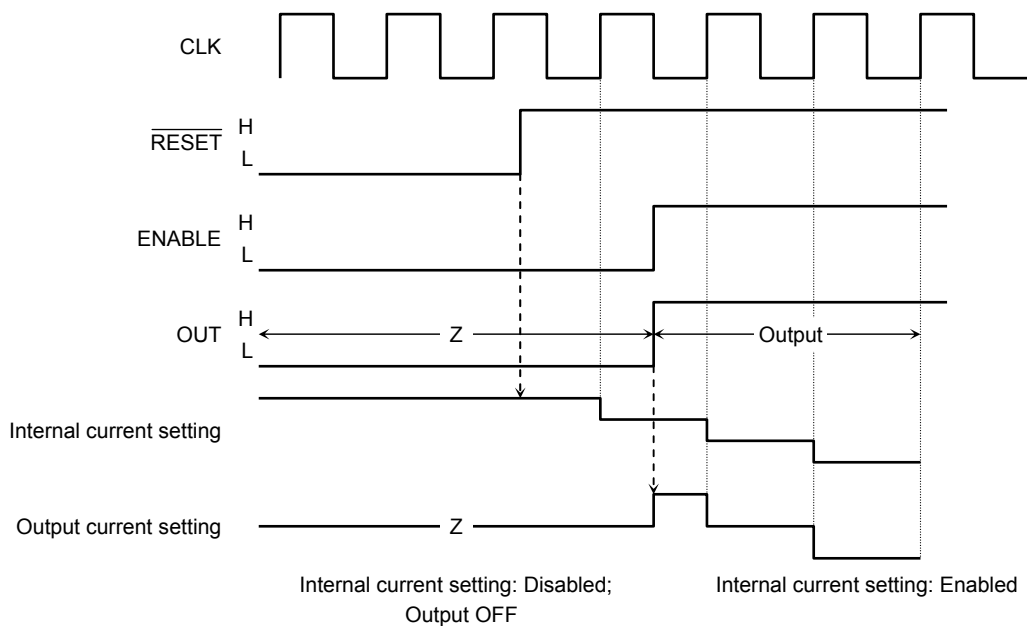 CLK
RESET
H
L
ENABLE
H
L
OUT
H
L
Z
Output
Internal current setting
Output current setting
Z
Internal current setting: Disabled;
Output OFF
Internal current setting: Enabled